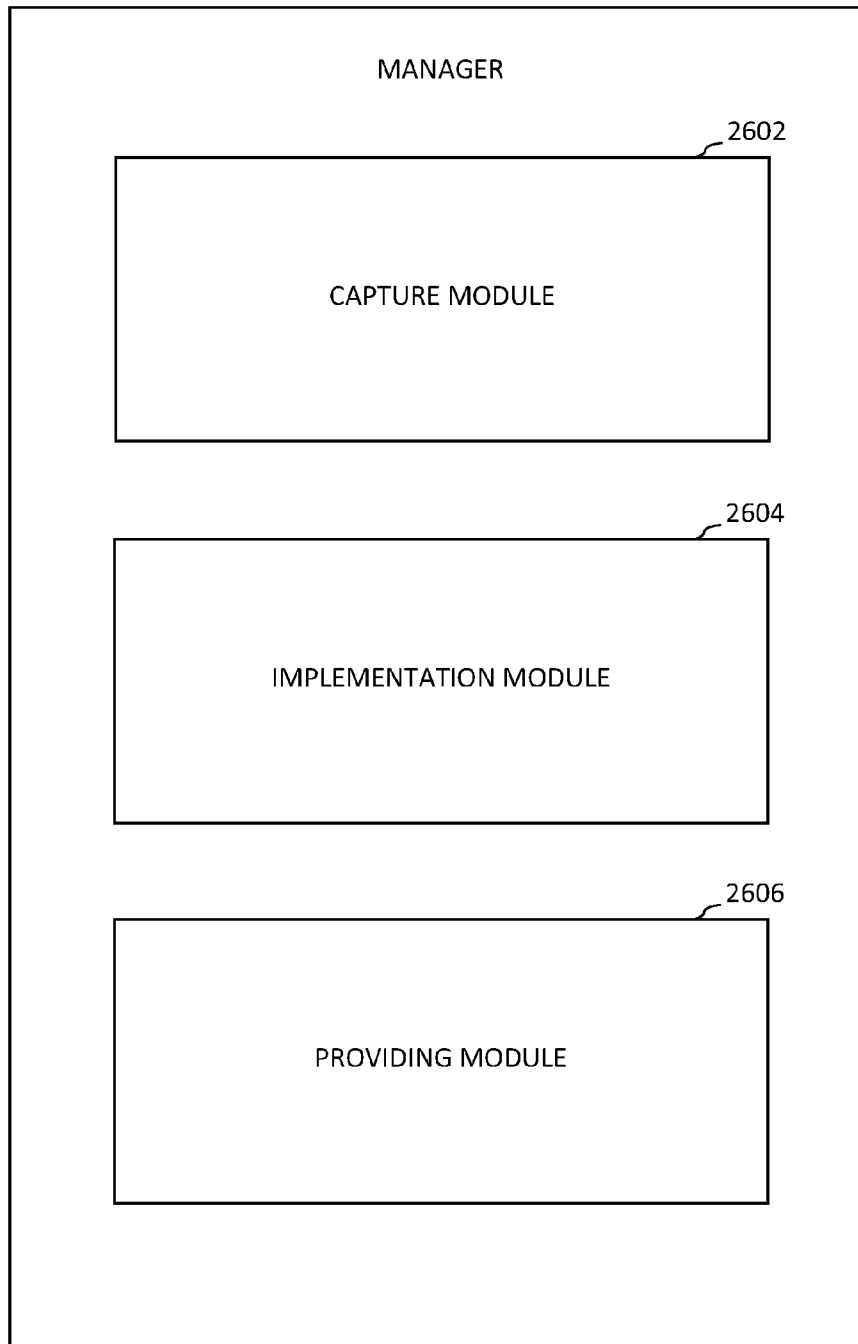 MANAGER
2602
CAPTURE MODULE
2604
IMPLEMENTATION MODULE
2606
PROVIDING MODULE